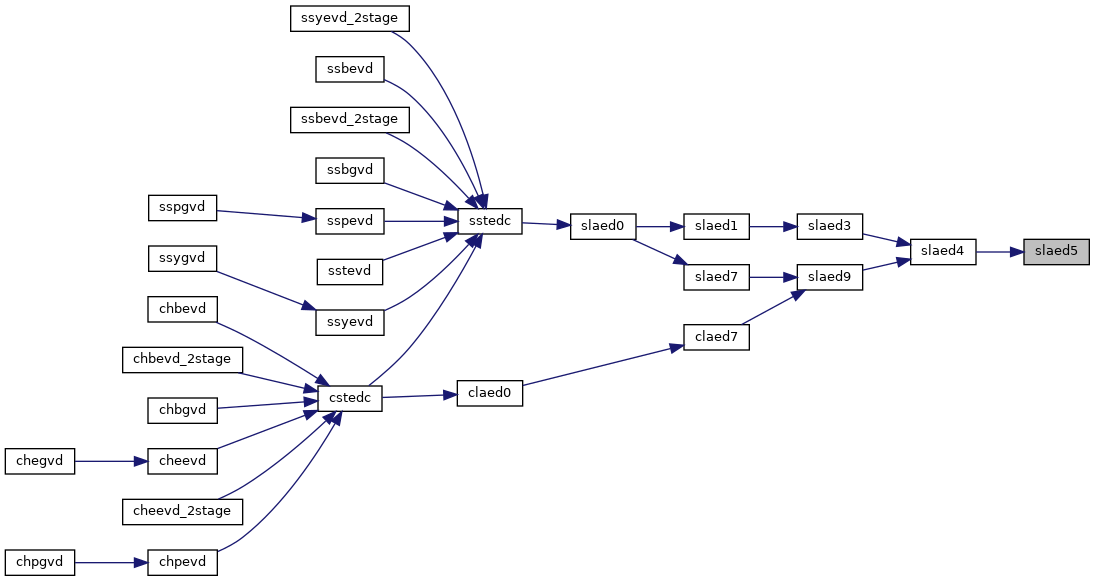 ssyevd_2stage
ssbevd
ssbevd_2stage
ssbgvd
sspgvd
sspevd
sstedc
slaed0
slaed1
slaed3
slaed4
slaed5
ssygvd
sstevd
slaed7
slaed9
chbevd
ssyevd
claed7
chbevd_2stage
cstedc
claed0
chbgvd
chegvd
cheevd
cheevd_2stage
chpgvd
chpevd